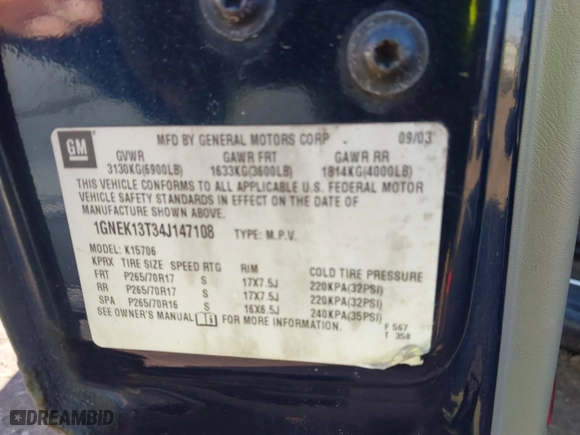 GM
MFD BY GENERAL MOTORS CORP 09/03
GVWR GAWR FRT GAWR RR
3130KG(6900LB) 1633KG(3600LB) 1814KG(4000LB)
THIS VEHICLE CONFORMS TO ALL APPLICABLE U.S. FEDERAL MOTOR
VEHICLE SAFETY STANDARDS IN EFFECT ON THE DATE OF
MANUFACTURE SHOWN ABOVE.
1GNEK13T34J147108 TYPE: M.P.V.
MODEL: K15706
KPRX TIRE SIZE SPEED RTG RIM COLD TIRE PRESSURE
FRT P265/70R17 S 17X7.5J 220KPA(32PSI)
RR P265/70R17 S 17X7.5J 220KPA(32PSI)
SPA P265/70R16 S 16X6.5J 240KPA(35PSI)
SEE OWNER'S MANUAL FOR MORE INFORMATION.
F 567
T 358
DREAMBID